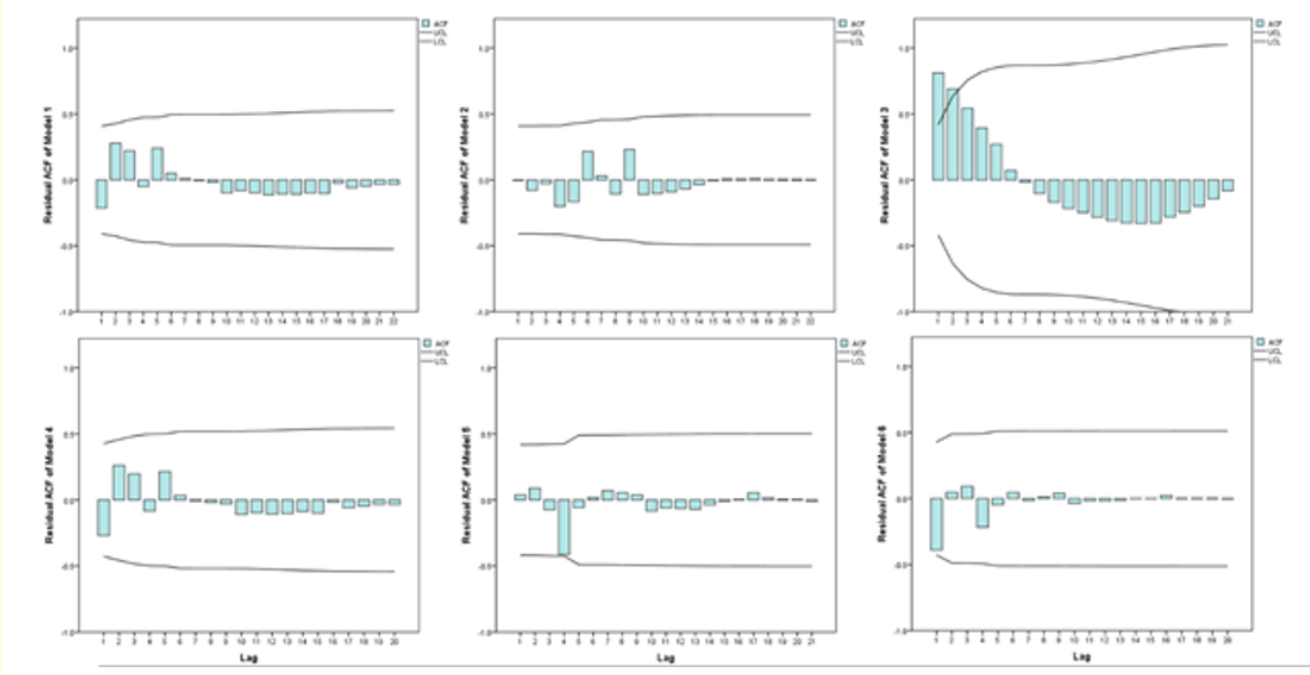 ACF
UCL
LCL
1.0
0.5
0.0
-0.5
-1.0
Residual ACF of Model 1
1 2 3 4 5 6 7 8 9 10 11 12 13 14 15 16 17 18 19 20 21 22
ACF
UCL
LCL
1.0
0.5
0.0
-0.5
-1.0
Residual ACF of Model 2
1 2 3 4 5 6 7 8 9 10 11 12 13 14 15 16 17 18 19 20 21 22
ACF
UCL
LCL
1.0
0.5
0.0
-0.5
-1.0
Residual ACF of Model 3
1 2 3 4 5 6 7 8 9 10 11 12 13 14 15 16 17 18 19 20 21
ACF
UCL
LCL
1.0
0.5
0.0
-0.5
-1.0
Residual ACF of Model 4
1 2 3 4 5 6 7 8 9 10 11 12 13 14 15 16 17 18 19 20
Lag
ACF
UCL
LCL
1.0
0.5
0.0
-0.5
-1.0
Residual ACF of Model 5
1 2 3 4 5 6 7 8 9 10 11 12 13 14 15 16 17 18 19 20 21
Lag
ACF
UCL
LCL
1.0
0.5
0.0
-0.5
-1.0
Residual ACF of Model 6
1 2 3 4 5 6 7 8 9 10 11 12 13 14 15 16 17 18 19 20
Lag